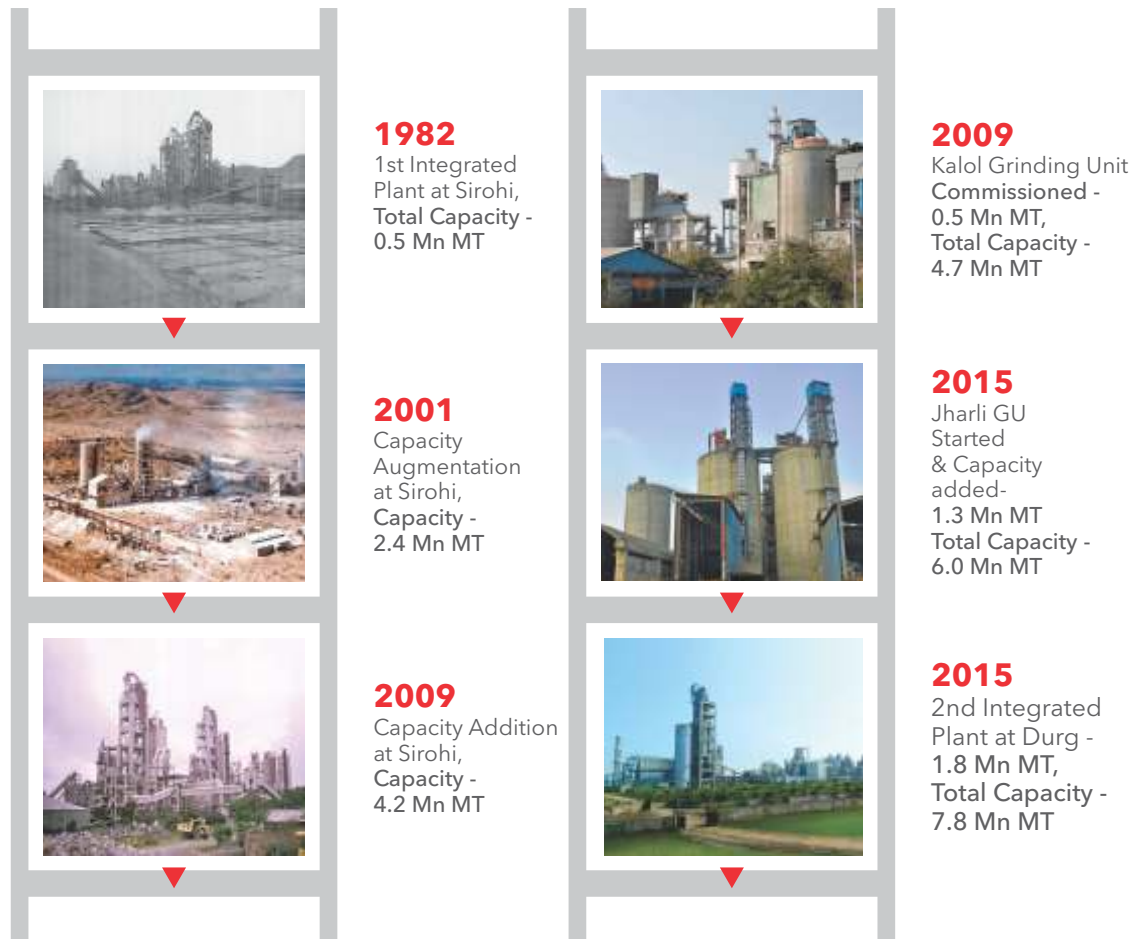 1982
1st Integrated
Plant at Sirohi,
Total Capacity -
0.5 Mn MT
2001
Capacity
Augmentation
at Sirohi,
Capacity -
2.4 Mn MT
2009
Capacity Addition
at Sirohi,
Capacity -
4.2 Mn MT
2009
Kalol Grinding Unit
Commissioned -
0.5 Mn MT,
Total Capacity -
4.7 Mn MT
2015
Jharli GU
Started
& Capacity
added-
1.3 Mn MT
Total Capacity -
6.0 Mn MT
2015
2nd Integrated
Plant at Durg -
1.8 Mn MT,
Total Capacity -
7.8 Mn MT